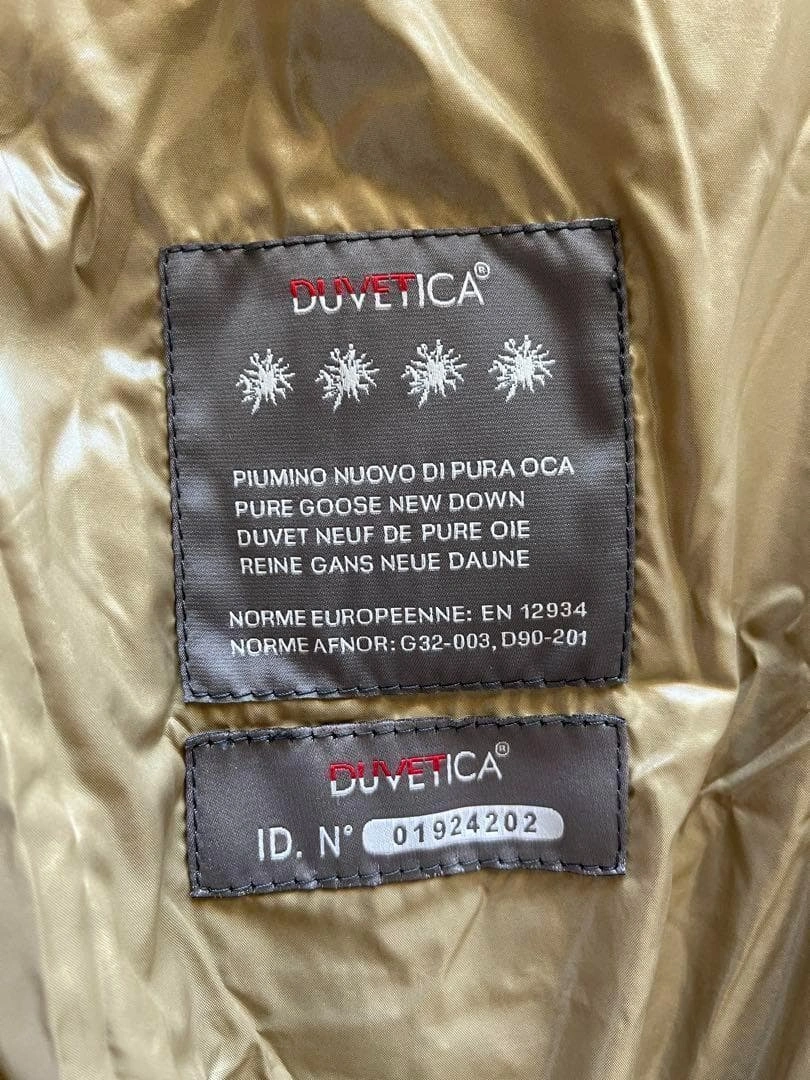 DUVETICA®
PIUMINO NUOVO DI PURA OCA
PURE GOOSE NEW DOWN
DUVET NEUF DE PURE OIE
REINE GANS NEUE DAUNE
NORME EUROPEENNE: EN 12934
NORME AFNOR: G32-003, D90-201
DUVETICA®
ID. N° 01924202